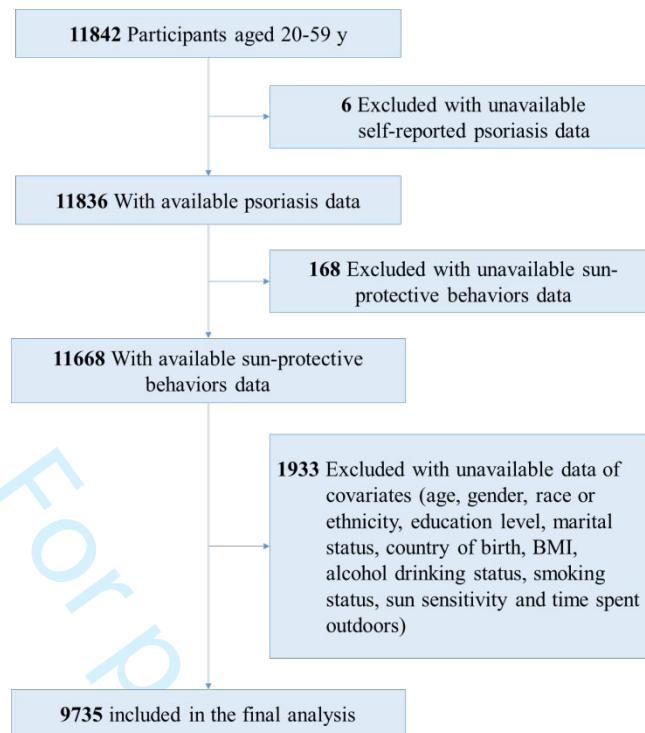 11842 Participants aged 20-59 y
6 Excluded with unavailable
self-reported psoriasis data
11836 With available psoriasis data
168 Excluded with unavailable sun-
protective behaviors data
11668 With available sun-protective
behaviors data
1933 Excluded with unavailable data of
covariates (age, gender, race or
ethnicity, education level, marital
status, country of birth, BMI,
alcohol drinking status, smoking
status, sun sensitivity and time spent
outdoors)
9735 included in the final analysis
For p